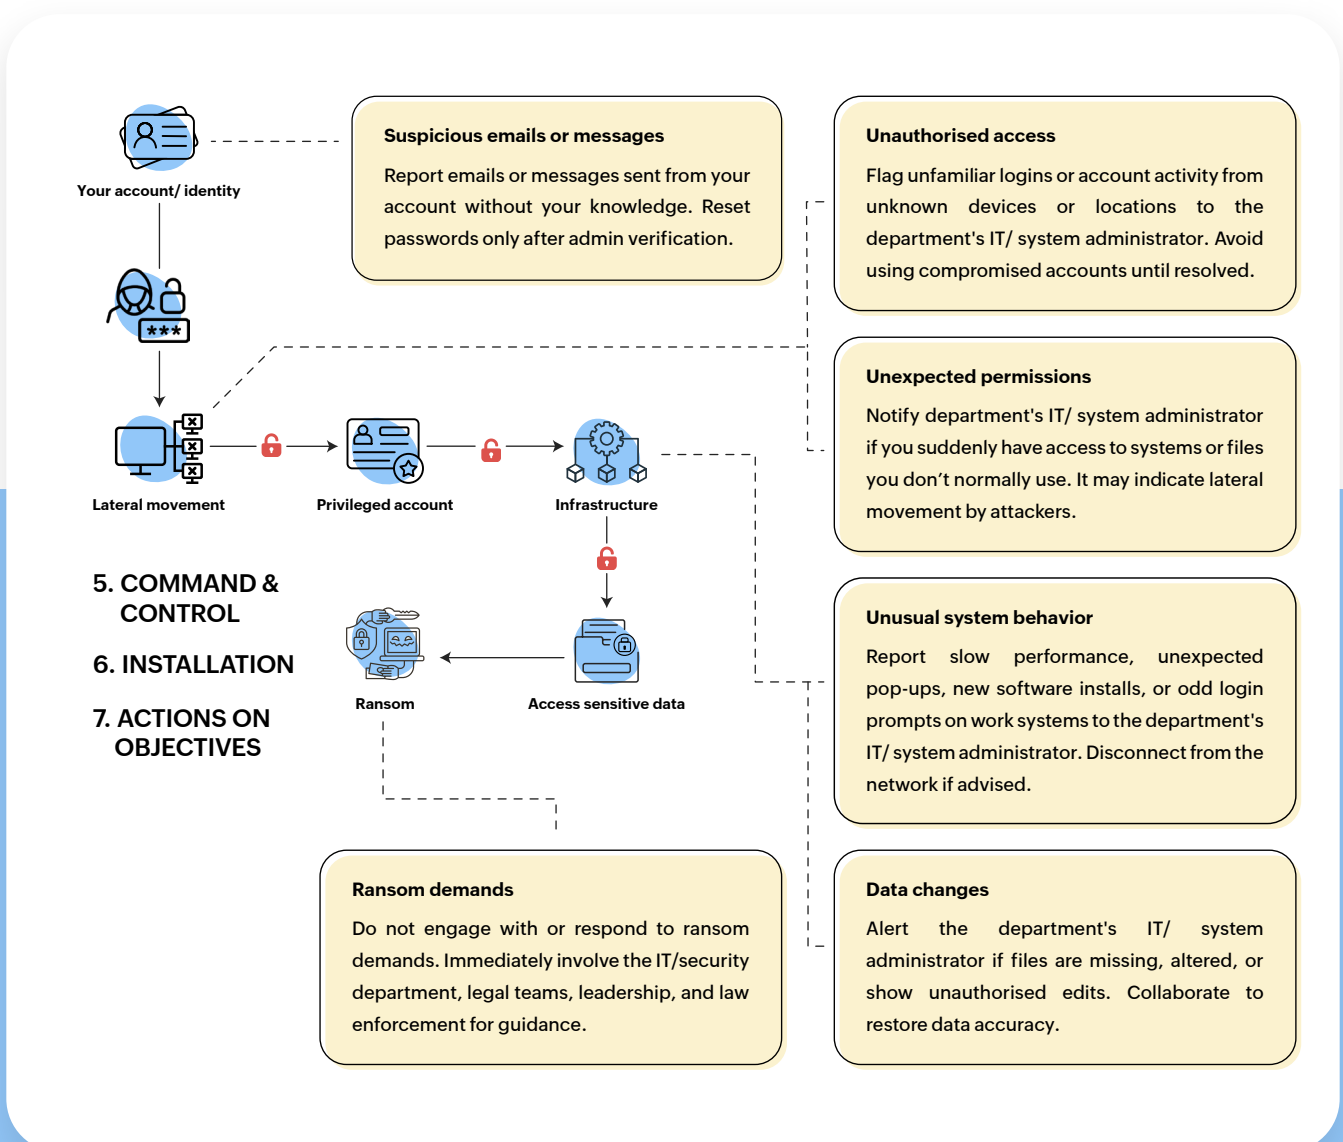 Your account/ identity
Suspicious emails or messages
Report emails or messages sent from your
account without your knowledge. Reset
passwords only after admin verification.
Unauthorised access
Flag unfamiliar logins or account activity from
unknown devices or locations to the
department's IT/ system administrator. Avoid
using compromised accounts until resolved.
***
Unexpected permissions
Notify department's IT/ system administrator
if you suddenly have access to systems or files
you don’t normally use. It may indicate lateral
movement by attackers.
Lateral movement
Privileged account
Infrastructure
5. COMMAND &
CONTROL
6. INSTALLATION
7. ACTIONS ON
OBJECTIVES
Ransom
Access sensitive data
Unusual system behavior
Report slow performance, unexpected
pop-ups, new software installs, or odd login
prompts on work systems to the department's
IT/ system administrator. Disconnect from the
network if advised.
Ransom demands
Do not engage with or respond to ransom
demands. Immediately involve the IT/security
department, legal teams, leadership, and law
enforcement for guidance.
Data changes
Alert the department's IT/ system
administrator if files are missing, altered, or
show unauthorised edits. Collaborate to
restore data accuracy.